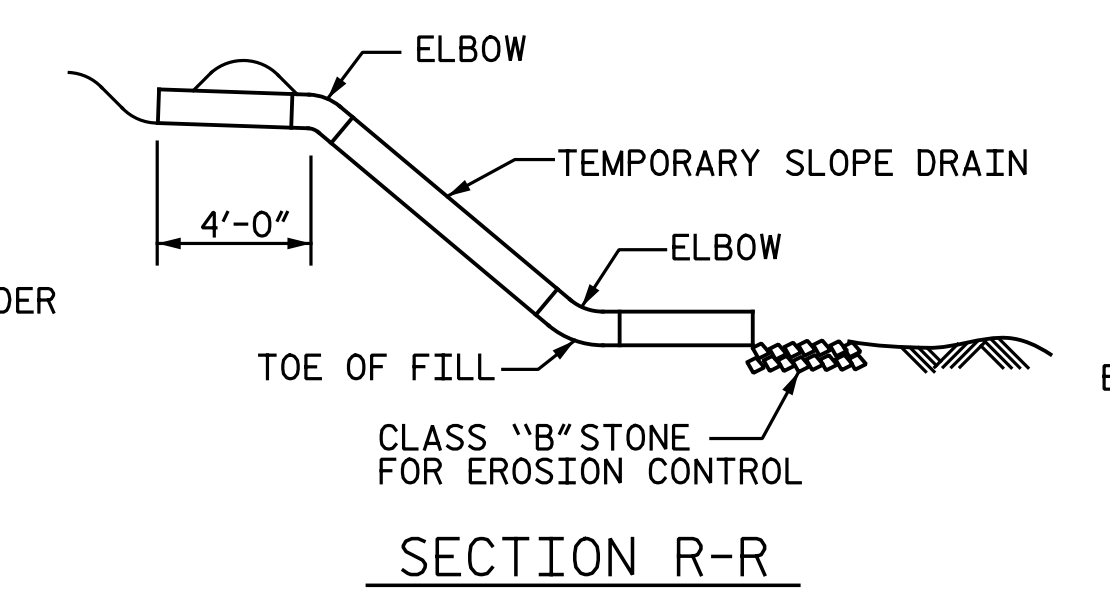 ELBOW
TEMPORARY SLOPE DRAIN
4'-0"
ELBOW
DER
TOE OF FILL
CLASS "B" STONE
FOR EROSION CONTROL
SECTION R-R